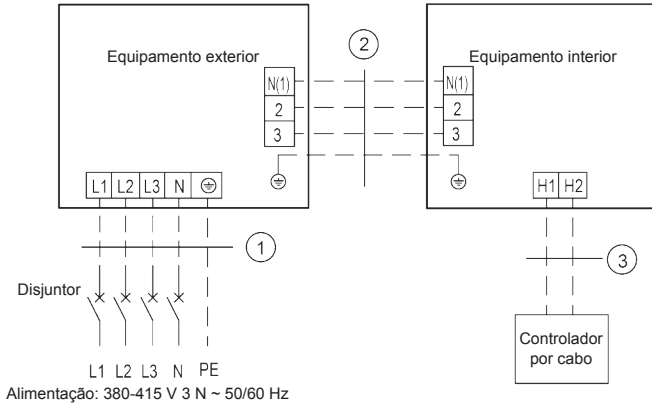 Equipamento exterior
2
Equipamento interior
N(1) N(1)
2 2
3 3
L1 L2 L3 N
H1 H2
1
3
Disjuntor
Controlador
por cabo
L1 L2 L3 N PE
Alimentação: 380-415 V 3 N ~ 50/60 Hz